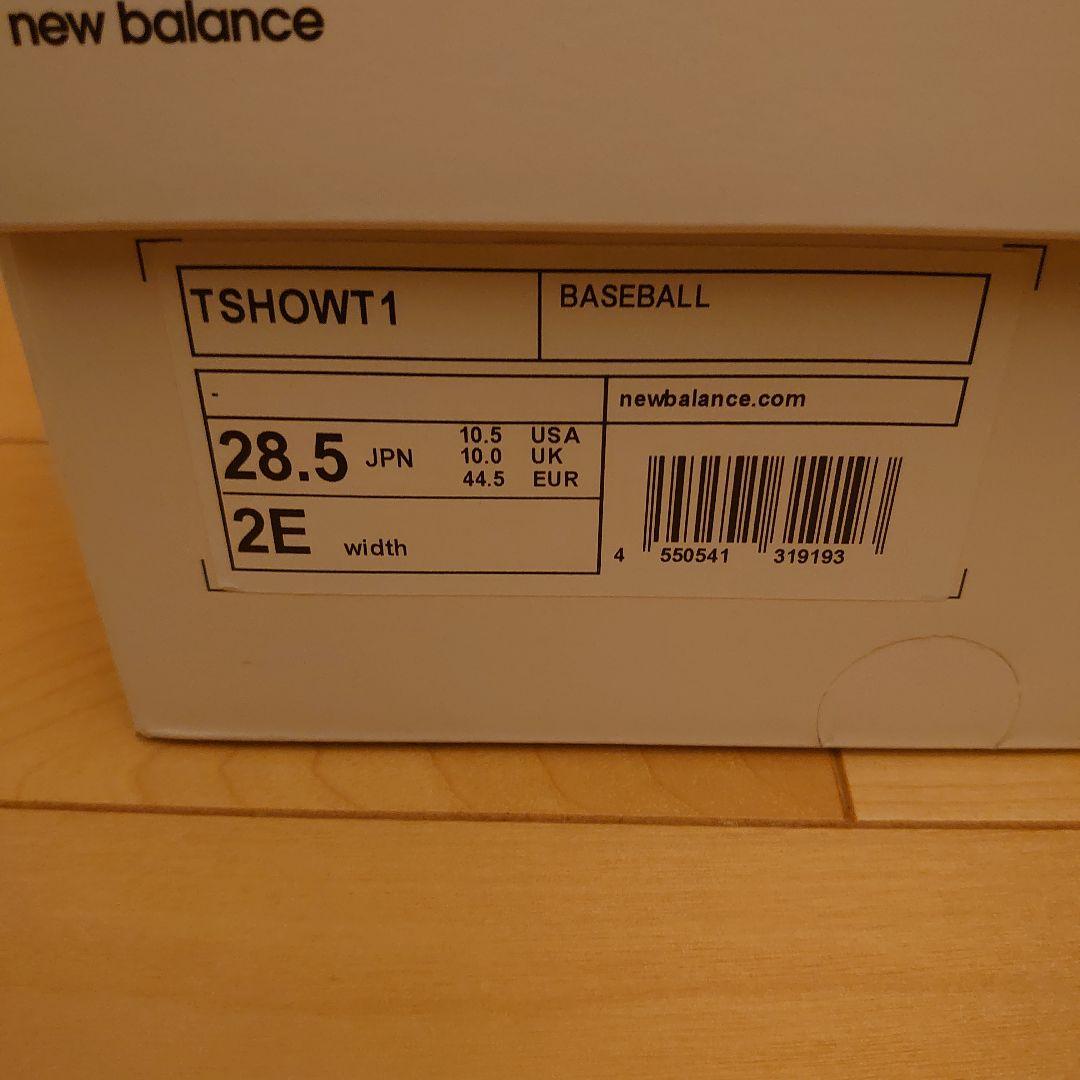 new balance
TSHOWT1
BASEBALL
-
newbalance.com
28.5 JPN
10.5 USA
10.0 UK
44.5 EUR
2E width
4 550541 319193